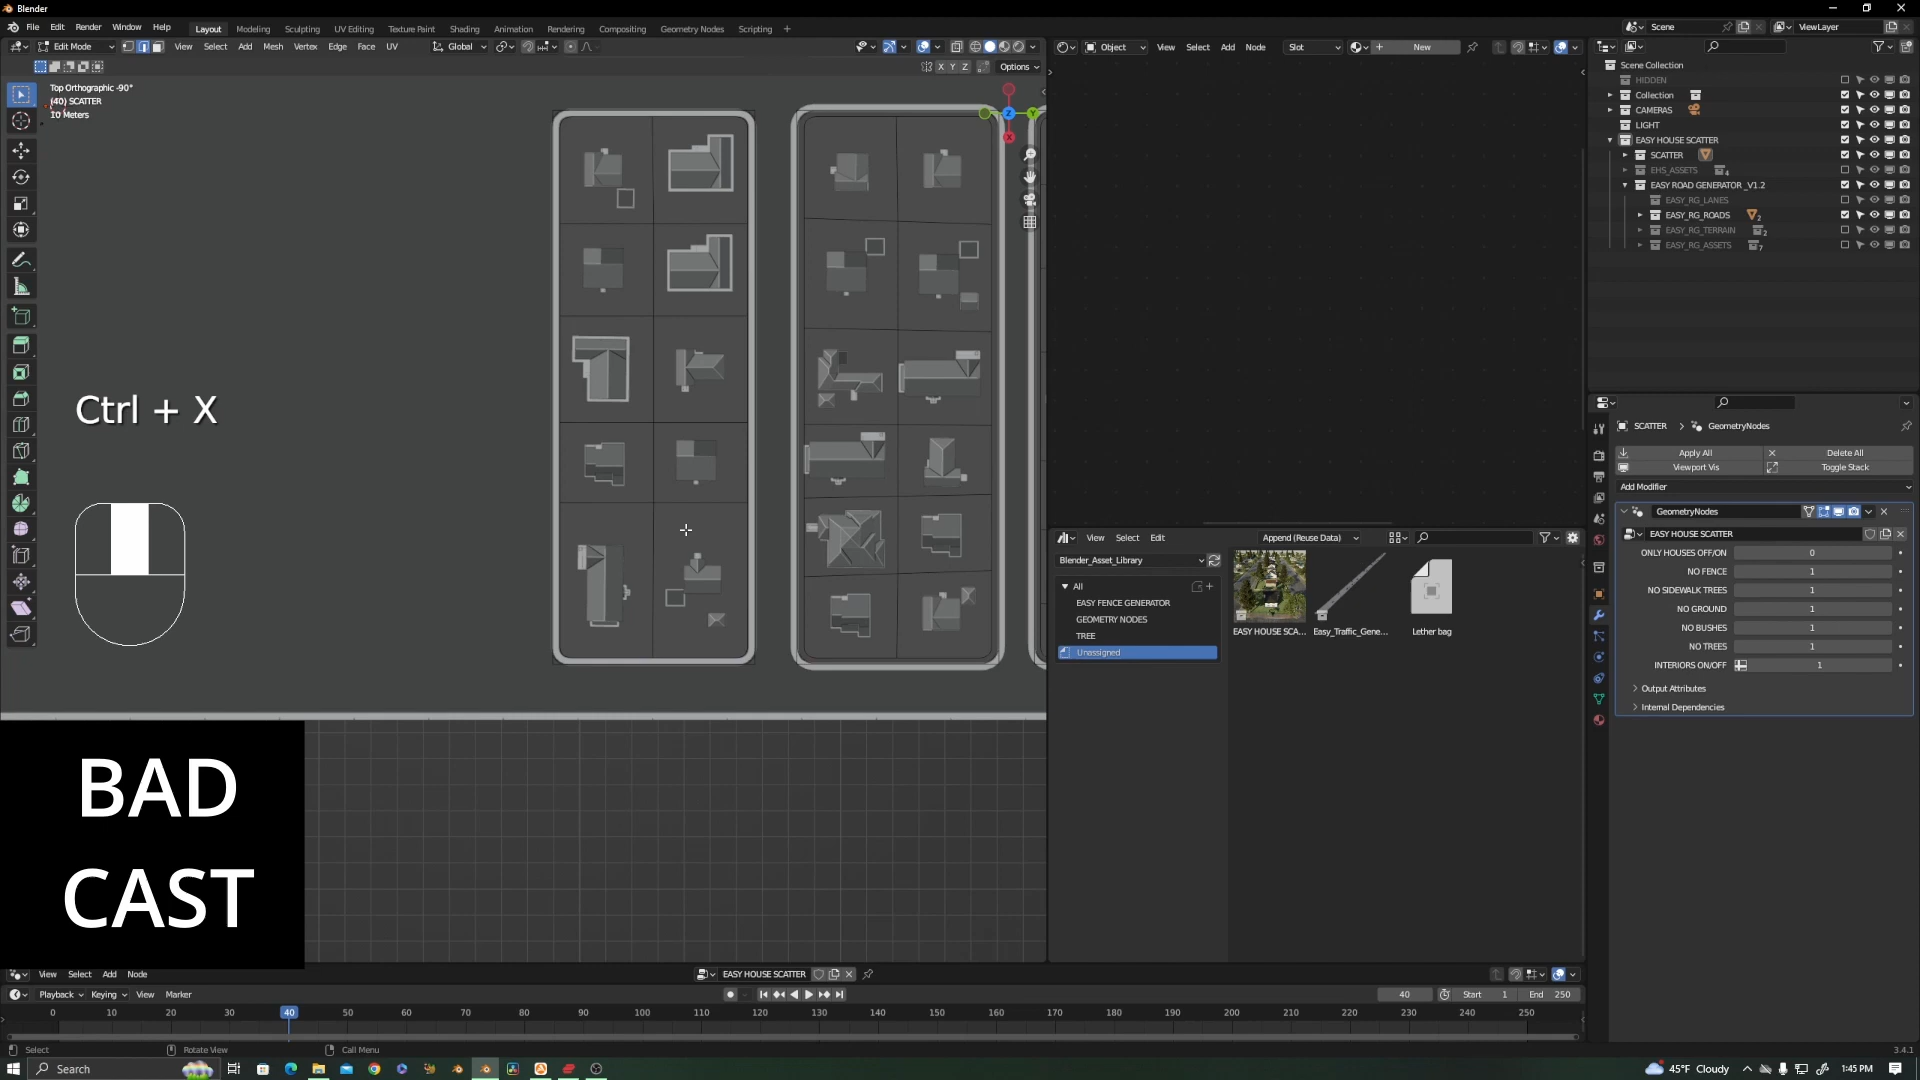 Blender
File Edit Render Window Help
Layout Modeling Sculpting UV Editing Texture Paint Shading Animation Rendering Compositing Geometry Nodes Scripting +
Scene
ViewLayer
Edit Mode View Select Add Mesh Vertex Edge Face UV Global
Object View Select Add Node Slot New
X Y Z Options
Top Orthographic -90°
(40) SCATTER
10 Meters
Ctrl + X
BAD
CAST
Scene Collection
HIDDEN
Collection
CAMERAS
LIGHT
EASY HOUSE SCATTER
SCATTER
EHS_ASSETS 4
EASY ROAD GENERATOR _V1.2
EASY_RG_LANES
EASY_RG_ROADS 2
EASY_RG_TERRAIN 2
EASY_RG_ASSETS 7
SCATTER GeometryNodes
Apply All Delete All
Viewport Vis Toggle Stack
Add Modifier
GeometryNodes
EASY HOUSE SCATTER
ONLY HOUSES OFF/ON 0
NO FENCE 1
NO SIDEWALK TREES 1
NO GROUND 1
NO BUSHES 1
NO TREES 1
INTERIORS ON/OFF 1
Output Attributes
Internal Dependencies
View Select Edit Append (Reuse Data)
Blender_Asset_Library
All
EASY FENCE GENERATOR
GEOMETRY NODES
TREE
Unassigned
EASY HOUSE SCA... Easy_Traffic_Gene... Lether bag
View Select Add Node EASY HOUSE SCATTER
Playback Keying View Marker 40 Start 1 End 250
0 10 20 30 40 50 60 70 80 90 100 110 120 130 140 150 160 170 180 190 200 210 220 230 240 250
Select Rotate View Call Menu 3.4.1
Search 45°F Cloudy 1:45 PM